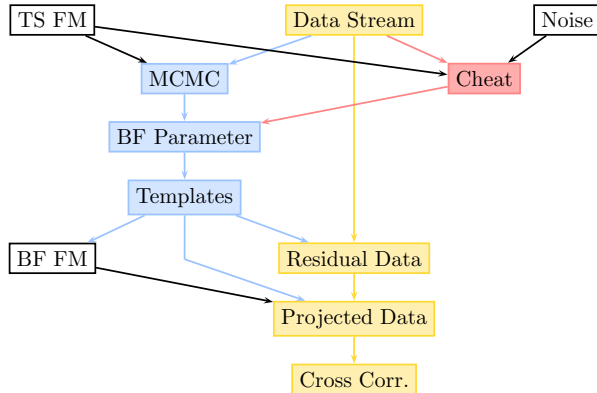 TS FM
Data Stream
Noise
MCMC
Cheat
BF Parameter
Templates
BF FM
Residual Data
Projected Data
Cross Corr.